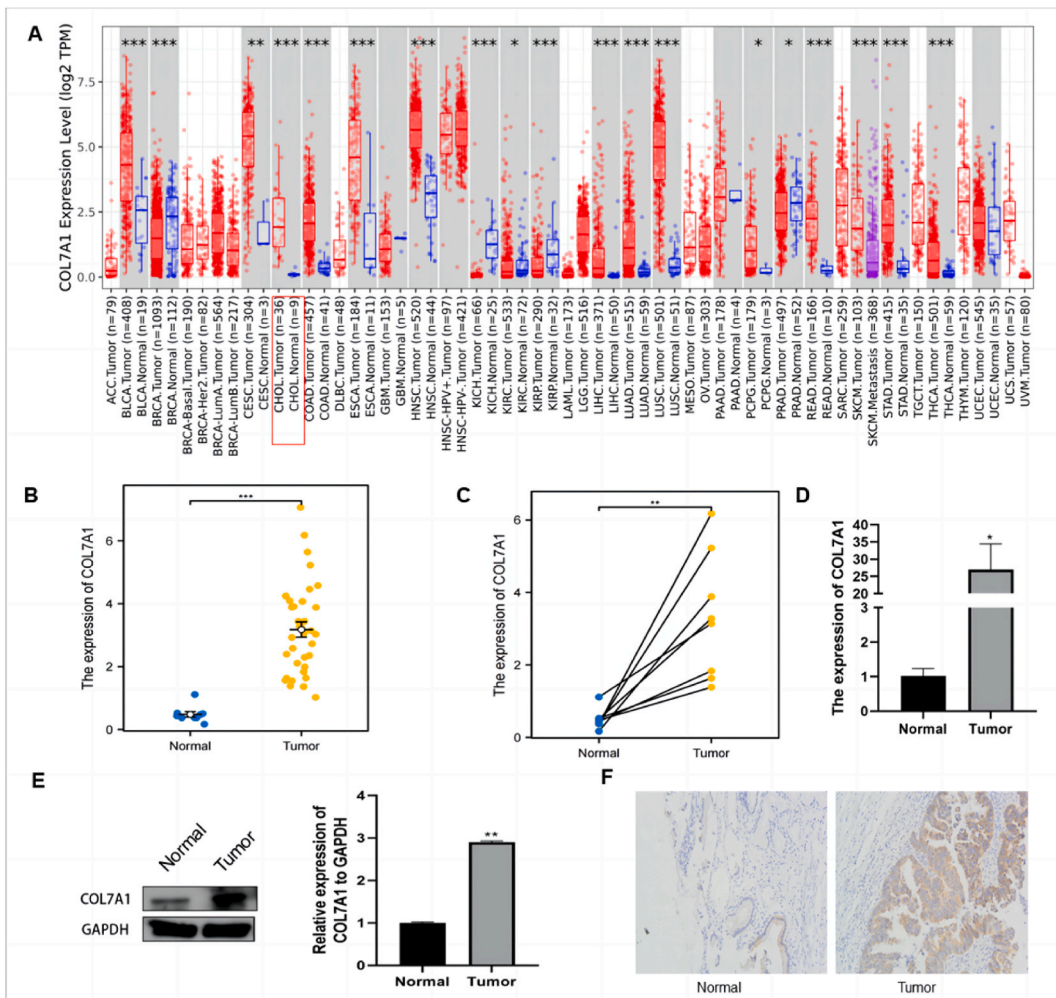 A
COL7A1 Expression Level (log2 TPM)
7.5
5.0
2.5
0.0
*** *** ** *** *** *** *** *** * *** *** *** *** * * *** *** *** ***
ACC.Tumor (n=79)
BLCA.Tumor (n=408)
BLCA.Normal (n=19)
BRCA.Tumor (n=1093)
BRCA.Normal (n=112)
BRCA-Basal.Tumor (n=190)
BRCA-Her2.Tumor (n=82)
BRCA-LumA.Tumor (n=564)
BRCA-LumB.Tumor (n=217)
CESC.Tumor (n=304)
CESC.Normal (n=3)
CHOL.Tumor (n=36)
CHOL.Normal (n=9)
COAD.Tumor (n=457)
COAD.Normal (n=41)
DLBC.Tumor (n=48)
ESCA.Tumor (n=184)
ESCA.Normal (n=11)
GBM.Tumor (n=153)
GBM.Normal (n=5)
HNSC.Tumor (n=520)
HNSC.Normal (n=44)
HNSC-HPV+.Tumor (n=97)
HNSC-HPV-.Tumor (n=421)
KICH.Tumor (n=66)
KICH.Normal (n=25)
KIRC.Tumor (n=533)
KIRC.Normal (n=72)
KIRP.Tumor (n=290)
KIRP.Normal (n=32)
LAML.Tumor (n=173)
LGG.Tumor (n=516)
LIHC.Tumor (n=371)
LIHC.Normal (n=50)
LUAD.Tumor (n=515)
LUAD.Normal (n=59)
LUSC.Tumor (n=501)
LUSC.Normal (n=51)
MESO.Tumor (n=87)
OV.Tumor (n=303)
PAAD.Tumor (n=178)
PAAD.Normal (n=4)
PCPG.Tumor (n=179)
PCPG.Normal (n=3)
PRAD.Tumor (n=497)
PRAD.Normal (n=52)
READ.Tumor (n=166)
READ.Normal (n=10)
SARC.Tumor (n=259)
SKCM.Tumor (n=103)
SKCM.Metastasis (n=368)
STAD.Tumor (n=415)
STAD.Normal (n=35)
TGCT.Tumor (n=150)
THCA.Tumor (n=501)
THCA.Normal (n=59)
THYM.Tumor (n=120)
UCEC.Tumor (n=545)
UCEC.Normal (n=35)
UCS.Tumor (n=57)
UVM.Tumor (n=80)
B
The expression of COL7A1
6
4
2
0
***
Normal
Tumor
C
The expression of COL7A1
6
4
2
0
**
Normal
Tumor
D
The expression of COL7A1
40
35
30
25
20
3
2
1
0
*
Normal
Tumor
E
Normal
Tumor
COL7A1
GAPDH
Relative expression of
COL7A1 to GAPDH
4
3
2
1
0
**
Normal
Tumor
F
Normal
Tumor